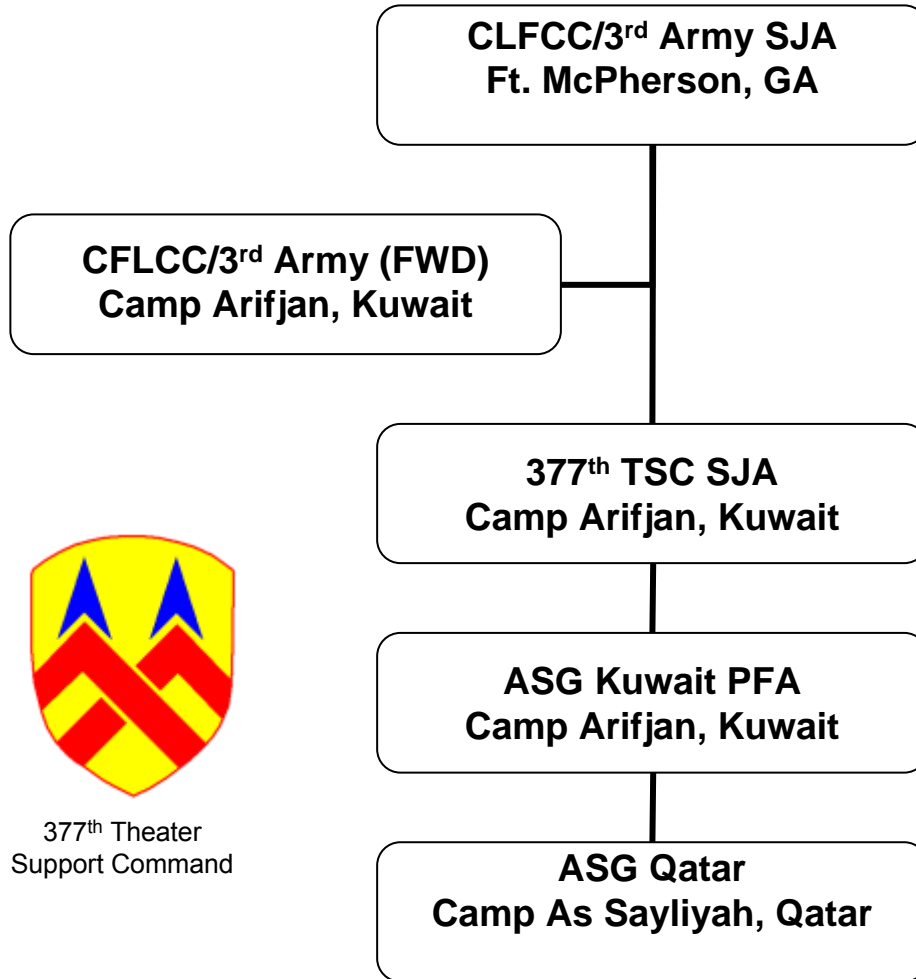 CLFCC/3rd Army SJA
Ft. McPherson, GA
CFLCC/3rd Army (FWD)
Camp Arifjan, Kuwait
377th TSC SJA
Camp Arifjan, Kuwait
ASG Kuwait PFA
Camp Arifjan, Kuwait
377th Theater
Support Command
ASG Qatar
Camp As Sayliyah, Qatar